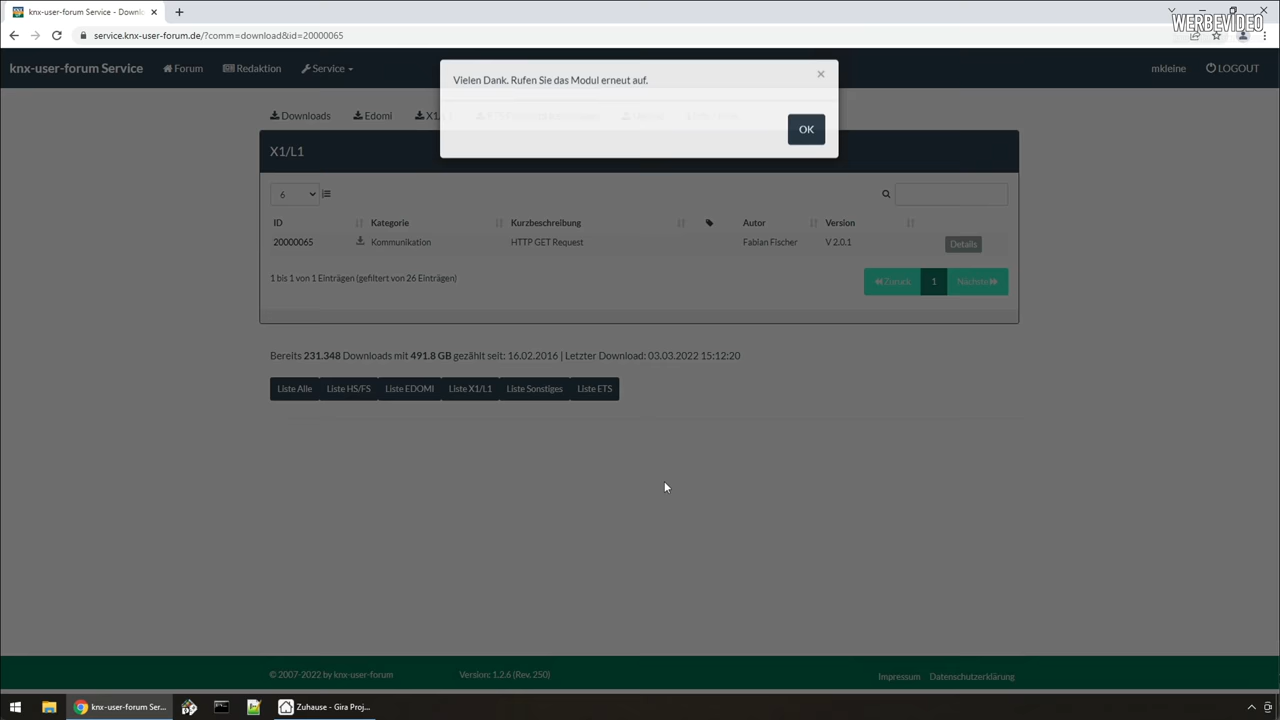 knx-user-forum Service - Downlo
WERBEVIDEO
service.knx-user-forum.de/?comm=download&id=20000065
knx-user-forum Service Forum Redaktion Service mkleine LOGOUT
Vielen Dank. Rufen Sie das Modul erneut auf. ×
OK
Downloads Edomi X1/L
X1/L1
6
ID Kategorie Kurzbeschreibung Autor Version
20000065 Kommunikation HTTP GET Request Fabian Fischer V 2.0.1 Details
1 bis 1 von 1 Einträgen (gefiltert von 26 Einträgen)
Zurück 1 Nächste
Bereits 231.348 Downloads mit 491.8 GB gezählt seit: 16.02.2016 | Letzter Download: 03.03.2022 15:12:20
Liste Alle Liste HS/FS Liste EDOMI Liste X1/L1 Liste Sonstiges Liste ETS
© 2007-2022 by knx-user-forum Version: 1.2.6 (Rev. 250) Impressum Datenschutzerklärung
knx-user-forum Ser... Zuhause - Gira Proj...